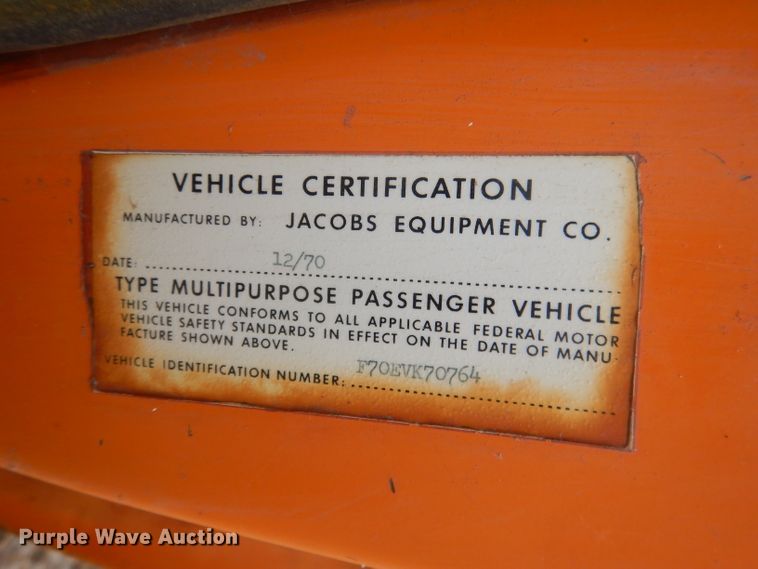 VEHICLE CERTIFICATION
MANUFACTURED BY: JACOBS EQUIPMENT CO.
DATE: 12/70
TYPE MULTIPURPOSE PASSENGER VEHICLE
THIS VEHICLE CONFORMS TO ALL APPLICABLE FEDERAL MOTOR
VEHICLE SAFETY STANDARDS IN EFFECT ON THE DATE OF MANU-
FACTURE SHOWN ABOVE.
VEHICLE IDENTIFICATION NUMBER: F70EVK70764
Purple Wave Auction